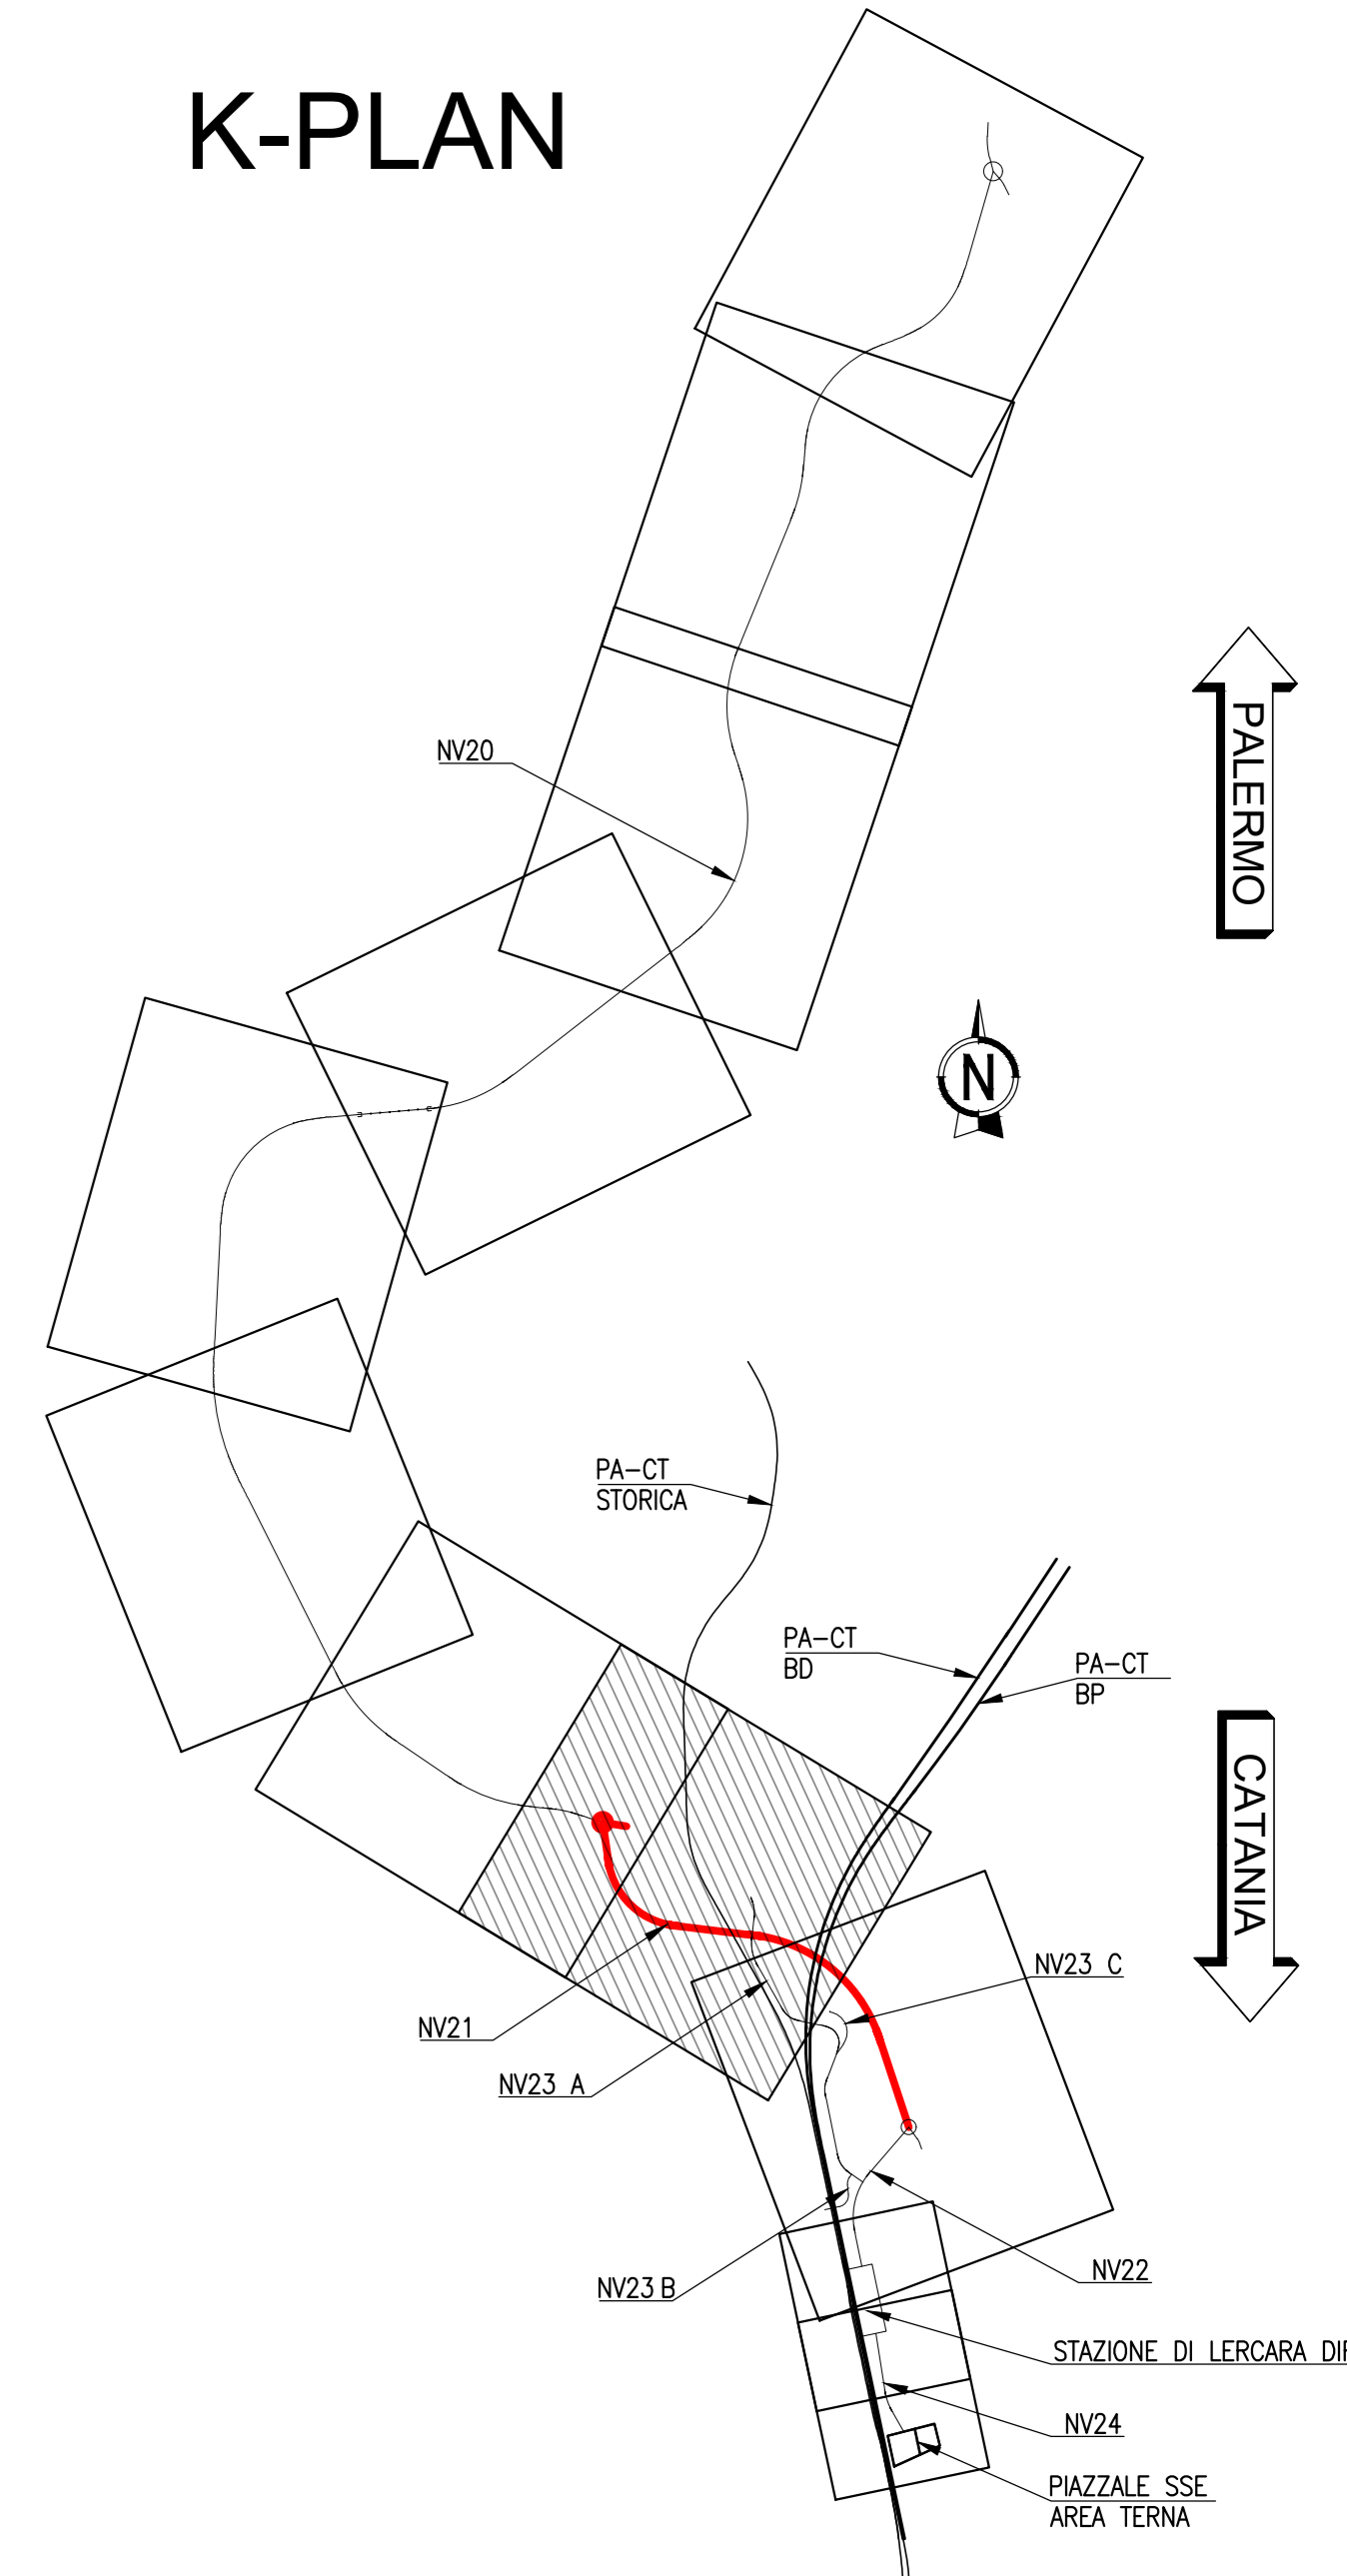 K-PLAN
PALERMO
NV20
N
PA-CT
STORICA
PA-CT
BD
PA-CT
BP
CATANIA
NV23 C
NV21
NV23 A
NV22
NV23 B
STAZIONE DI LERCARA
NV24
PIAZZALE SSE
AREA TERNA